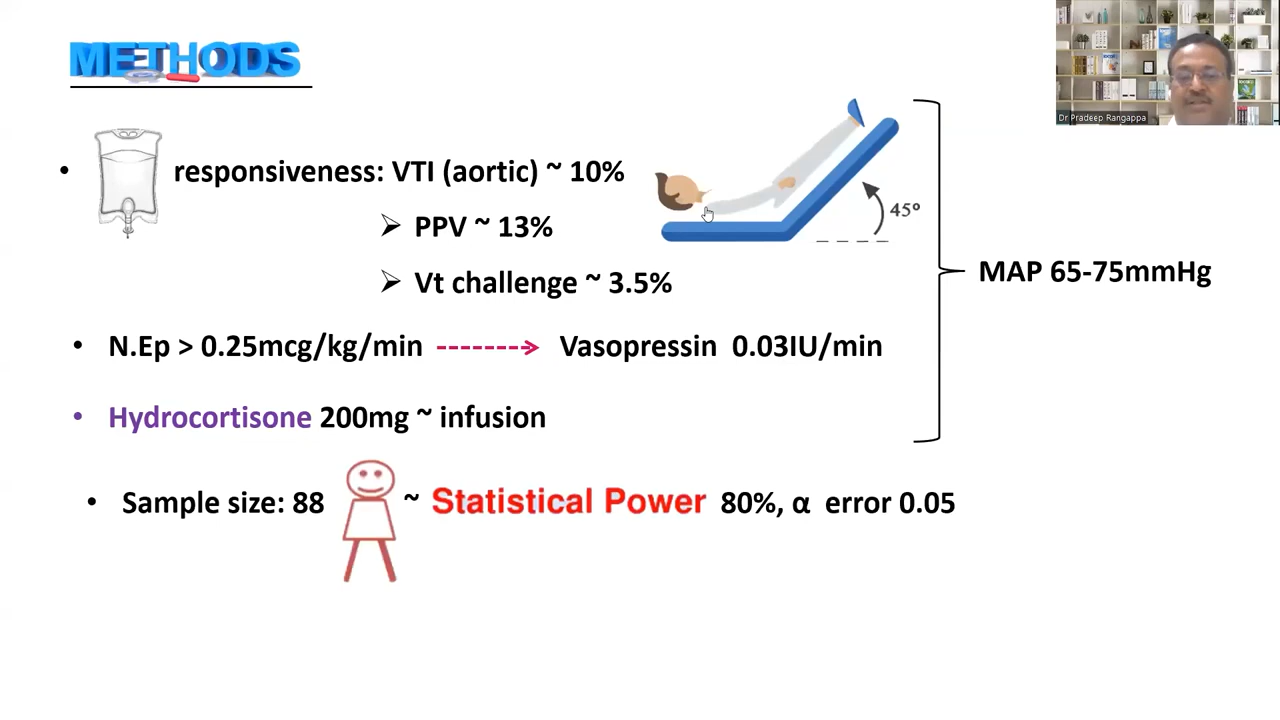 METHODS
Dr Pradeep Rangappa
• responsiveness: VTI (aortic) ~ 10%
➢ PPV ~ 13%
➢ Vt challenge ~ 3.5%
45º
MAP 65-75mmHg
• N.Ep > 0.25mcg/kg/min -------> Vasopressin 0.03IU/min
• Hydrocortisone 200mg ~ infusion
• Sample size: 88 ~ Statistical Power 80%, α error 0.05